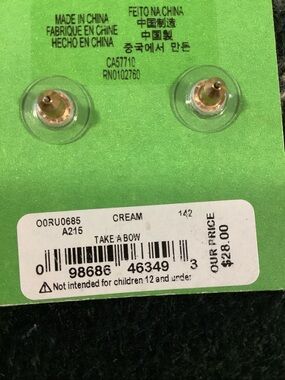 MADE IN CHINA
FABRIQUÉ EN CHINE
HECHO EN CHINA
FEITO NA CHINA
中国制造
中國製
중국에서 만든
CA57710
RN0102760
O0RU0685
CREAM
142
A215
TAKE A BOW
0 98686 46349 3
⚠ Not intended for children 12 and under
OUR PRICE
$28.00